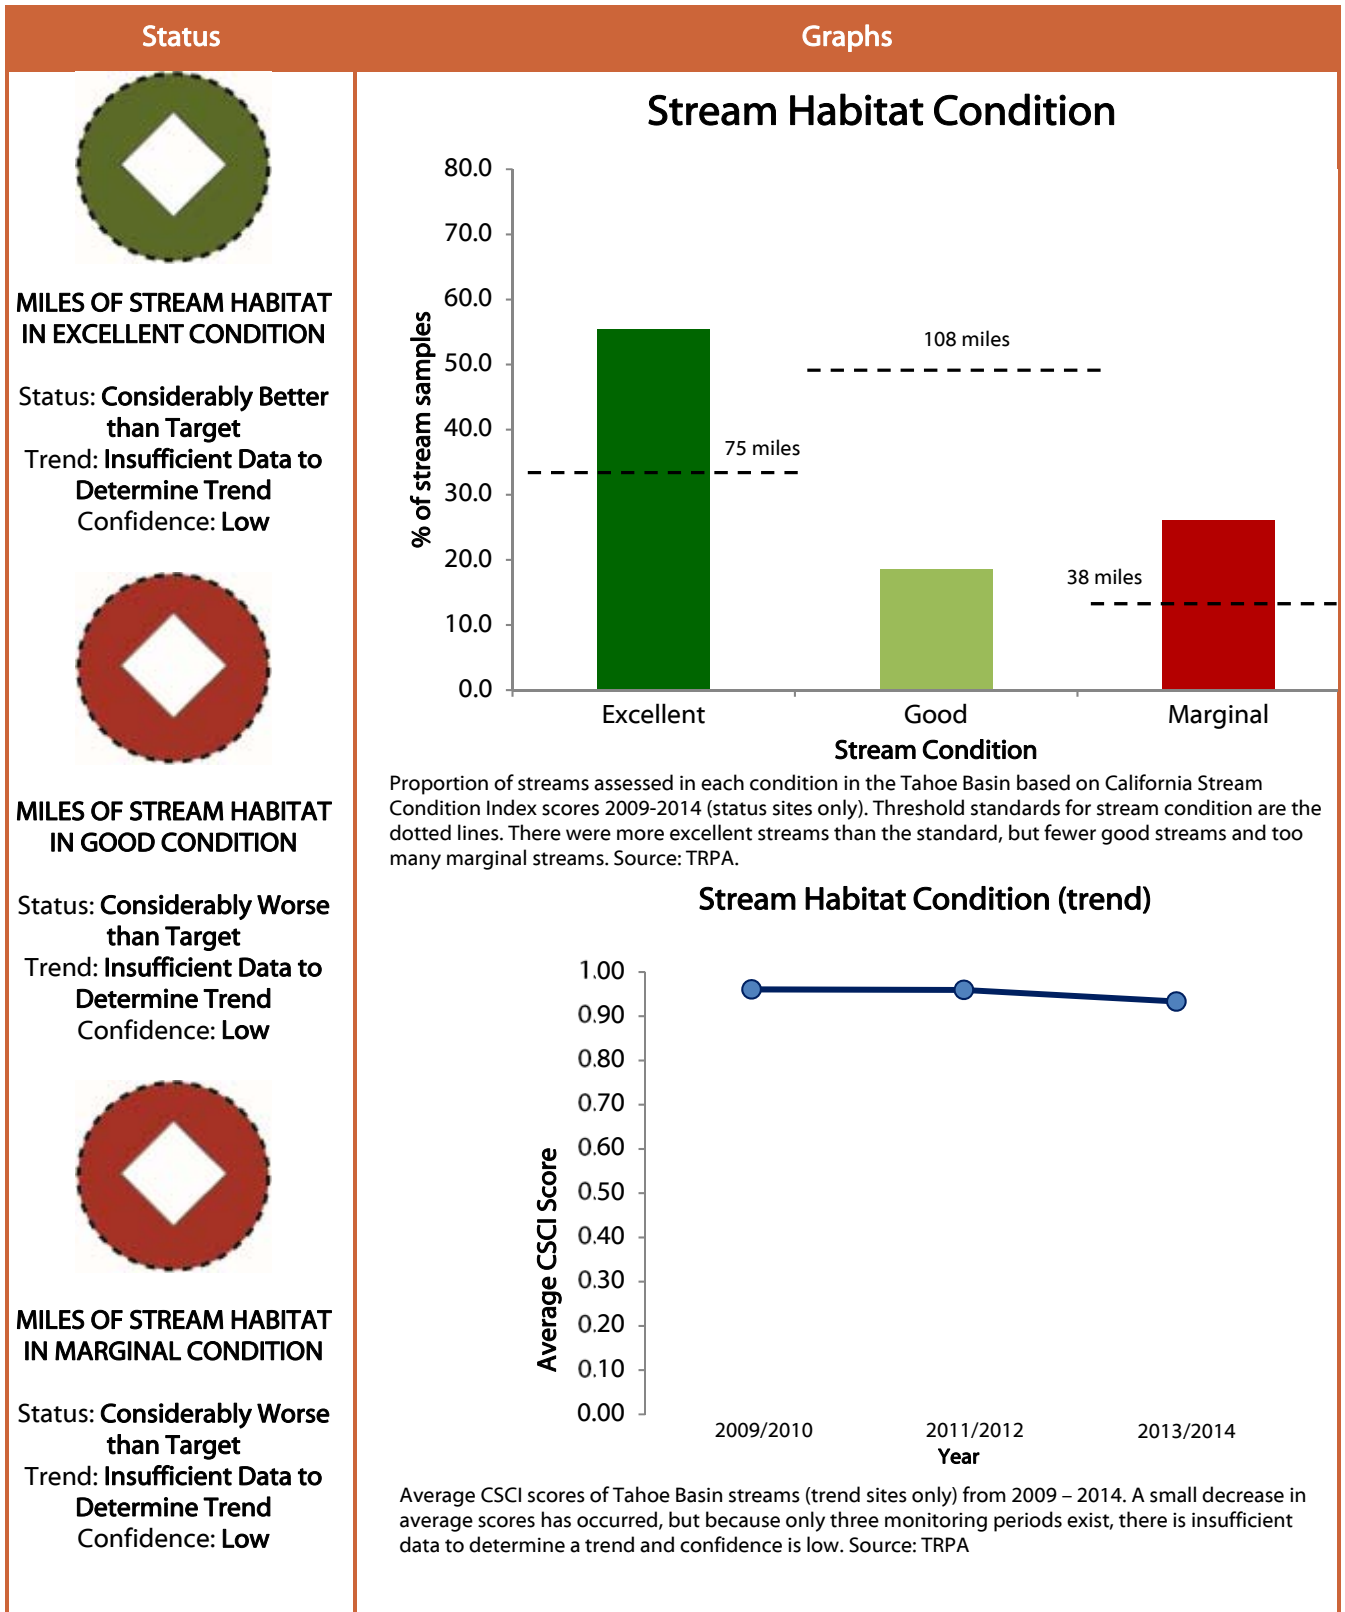 Status
Graphs
MILES OF STREAM HABITAT
IN EXCELLENT CONDITION
Status: Considerably Better
than Target
Trend: Insufficient Data to
Determine Trend
Confidence: Low
MILES OF STREAM HABITAT
IN GOOD CONDITION
Status: Considerably Worse
than Target
Trend: Insufficient Data to
Determine Trend
Confidence: Low
MILES OF STREAM HABITAT
IN MARGINAL CONDITION
Status: Considerably Worse
than Target
Trend: Insufficient Data to
Determine Trend
Confidence: Low
Stream Habitat Condition
% of stream samples
80.0
70.0
60.0
50.0
40.0
30.0
20.0
10.0
0.0
75 miles
108 miles
38 miles
Excellent
Good
Marginal
Stream Condition
Proportion of streams assessed in each condition in the Tahoe Basin based on California Stream
Condition Index scores 2009-2014 (status sites only). Threshold standards for stream condition are the
dotted lines. There were more excellent streams than the standard, but fewer good streams and too
many marginal streams. Source: TRPA.
Stream Habitat Condition (trend)
Average CSCI Score
1.00
0.90
0.80
0.70
0.60
0.50
0.40
0.30
0.20
0.10
0.00
2009/2010
2011/2012
2013/2014
Year
Average CSCI scores of Tahoe Basin streams (trend sites only) from 2009 – 2014. A small decrease in
average scores has occurred, but because only three monitoring periods exist, there is insufficient
data to determine a trend and confidence is low. Source: TRPA